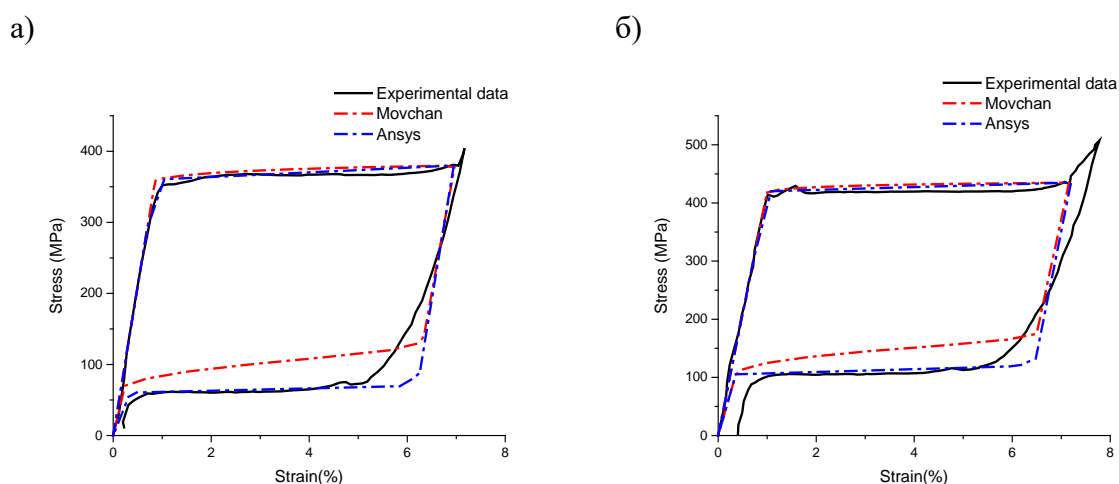 а)
б)
Experimental data
Movchan
Ansys
400
300
200
100
0
0
2
4
6
8
Stress (MPa)
Strain(%)
Experimental data
Movchan
Ansys
500
400
300
200
100
0
0
2
4
6
8
Stress (MPa)
Strain(%)